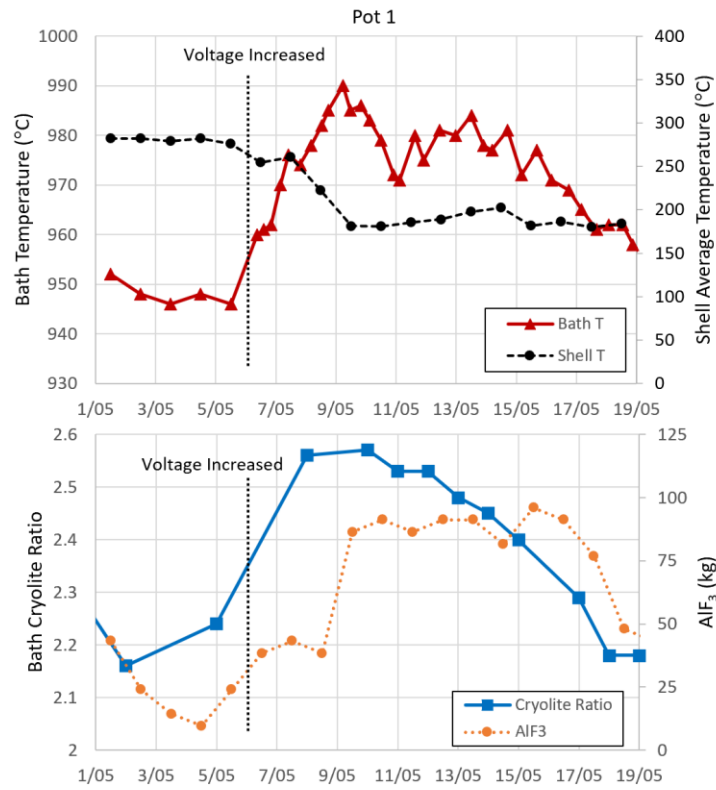 Pot 1
Bath Temperature (°C)
1000
990
980
970
960
950
940
930
Voltage Increased
Shell Average Temperature (°C)
400
350
300
250
200
150
100
50
0
Bath T
Shell T
1/05 3/05 5/05 7/05 9/05 11/05 13/05 15/05 17/05 19/05
Bath Cryolite Ratio
2.6
2.5
2.4
2.3
2.2
2.1
2
Voltage Increased
AlF₃ (kg)
125
100
75
50
25
0
Cryolite Ratio
AlF3
1/05 3/05 5/05 7/05 9/05 11/05 13/05 15/05 17/05 19/05